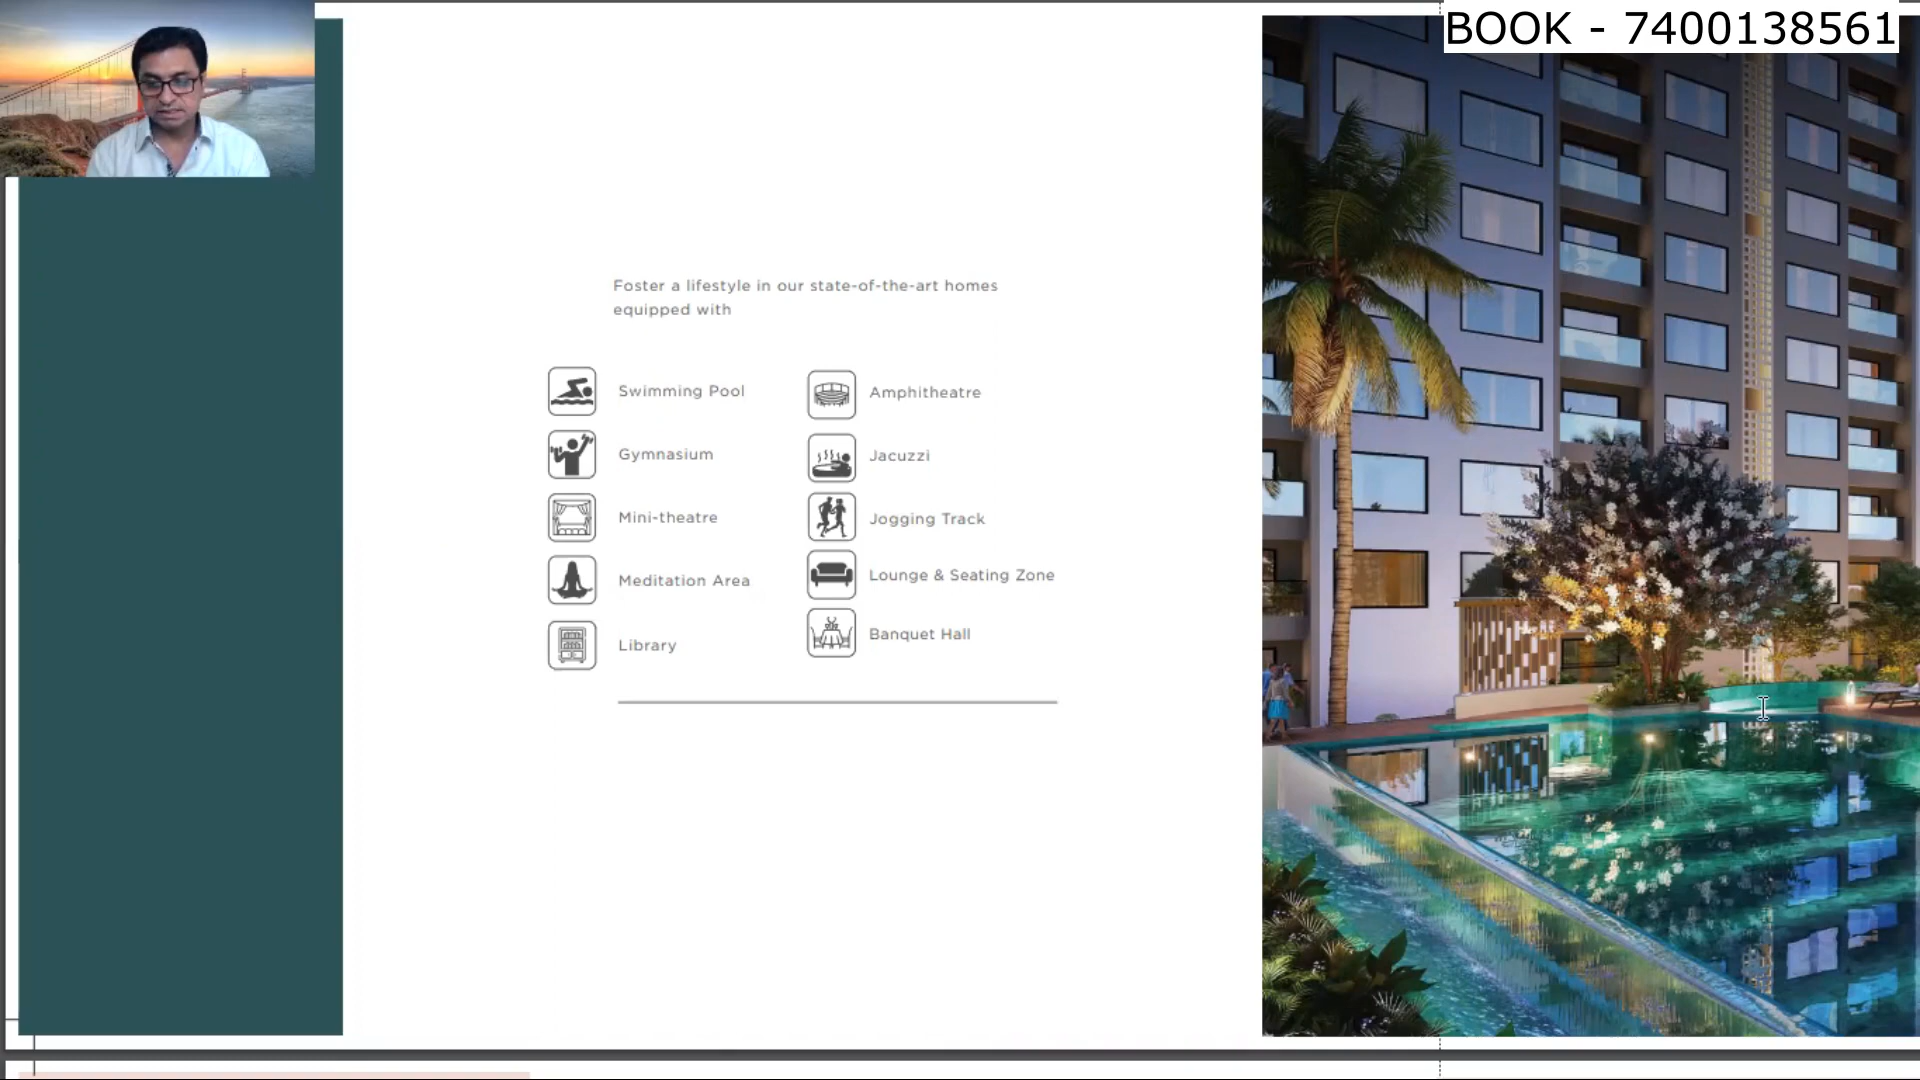 BOOK - 7400138561
Foster a lifestyle in our state-of-the-art homes
equipped with
Swimming Pool
Gymnasium
Mini-theatre
Meditation Area
Library
Amphitheatre
Jacuzzi
Jogging Track
Lounge & Seating Zone
Banquet Hall